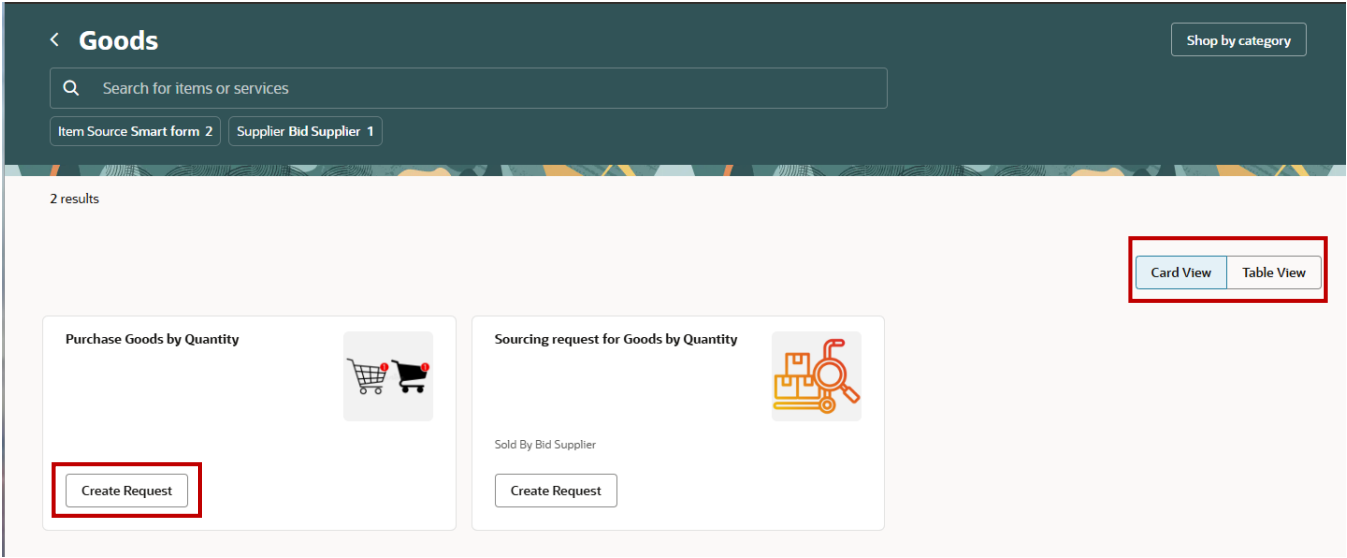 Goods
Shop by category
Search for items or services
Item Source Smart form 2
Supplier Bid Supplier 1
2 results
Card View
Table View
Purchase Goods by Quantity
Create Request
Sourcing request for Goods by Quantity
Sold By Bid Supplier
Create Request